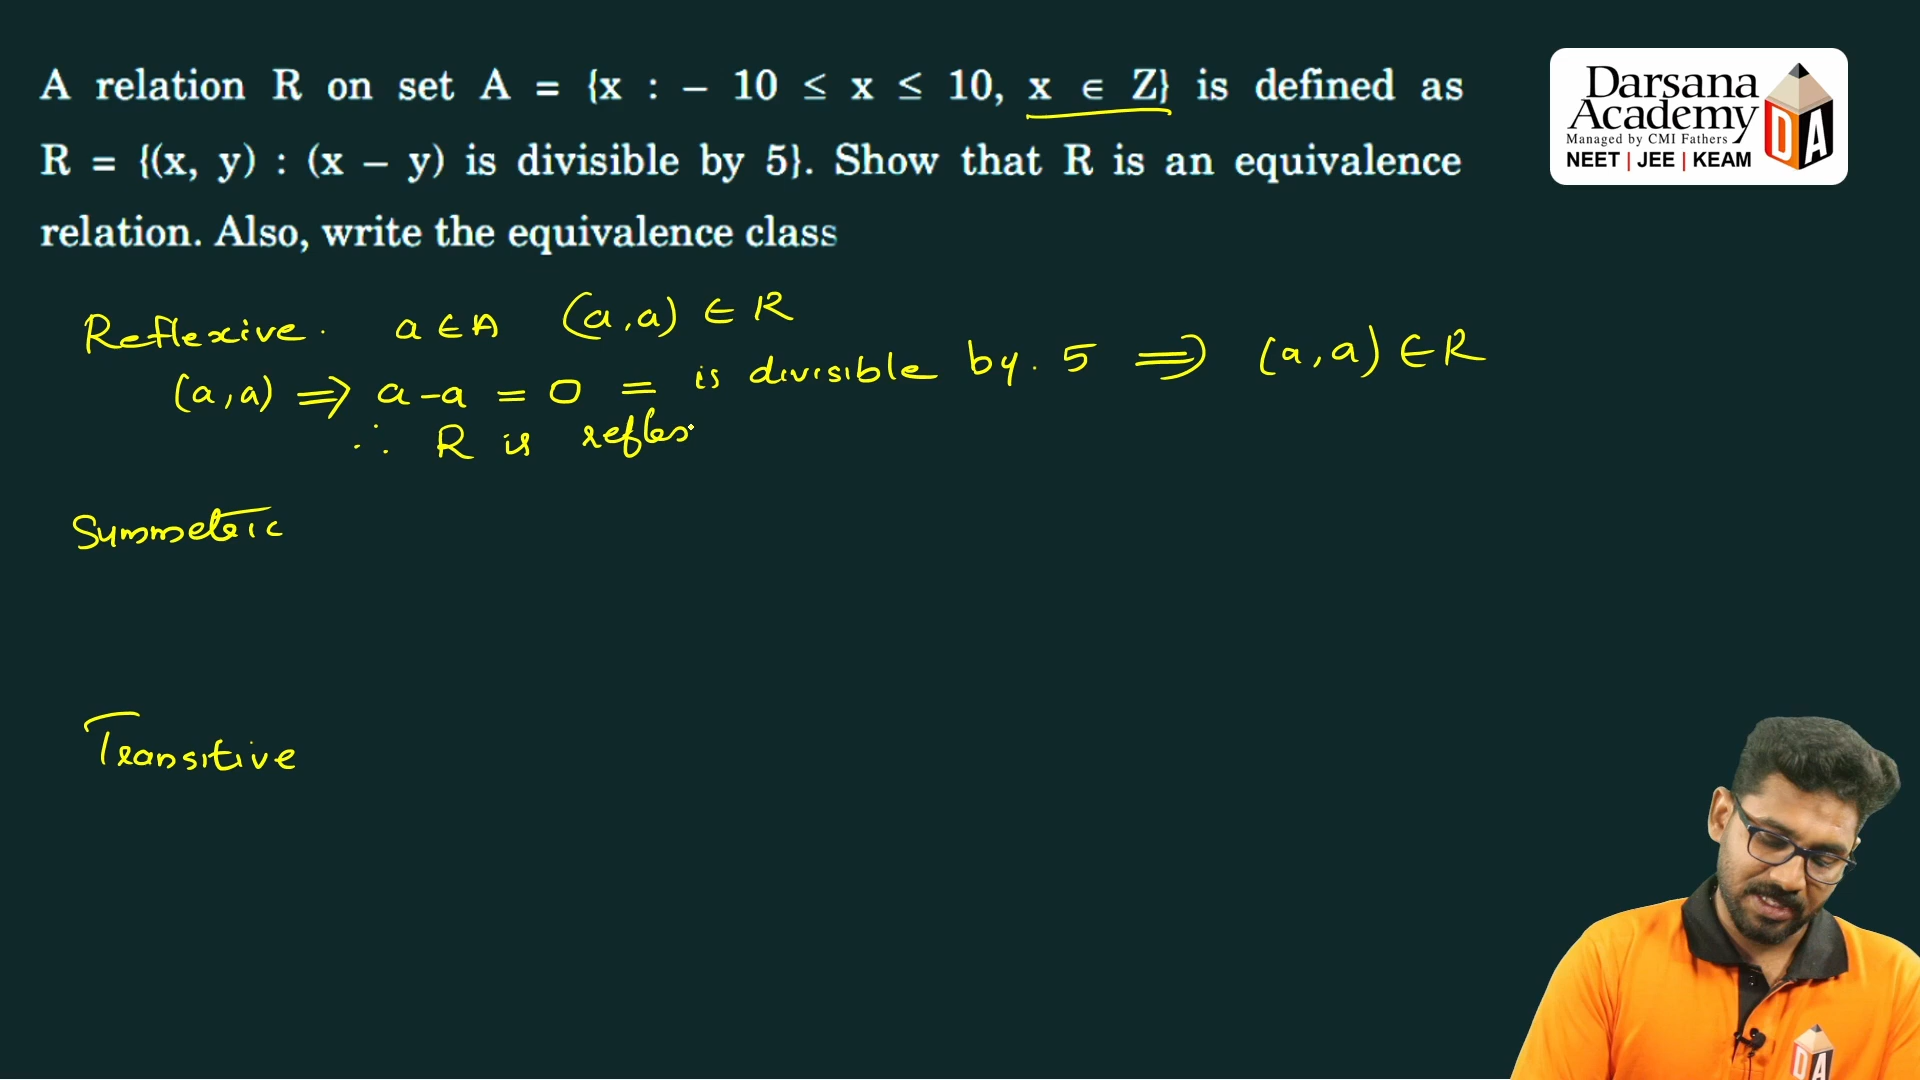 A relation R on set A = {x : – 10 ≤ x ≤ 10, x ∈ Z} is defined as
R = {(x, y) : (x – y) is divisible by 5}. Show that R is an equivalence
relation. Also, write the equivalence class
Darsana
Academy
Managed by CMI Fathers
NEET | JEE | KEAM
DA
Reflexive. a ∈ A (a,a) ∈ R
(a,a) ⟹ a-a = 0 = is divisible by. 5 ⟹ (a,a) ∈ R
∴ R is reflex
Symmetric
Transitive
DA